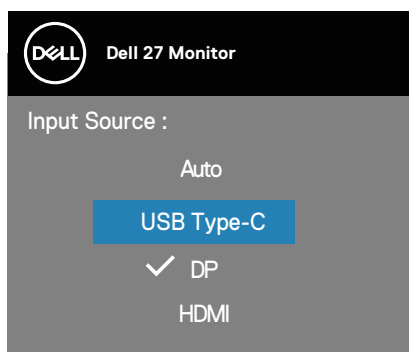 DELL
Dell 27 Monitor
Input Source :
Auto
USB Type-C
DP
HDMI